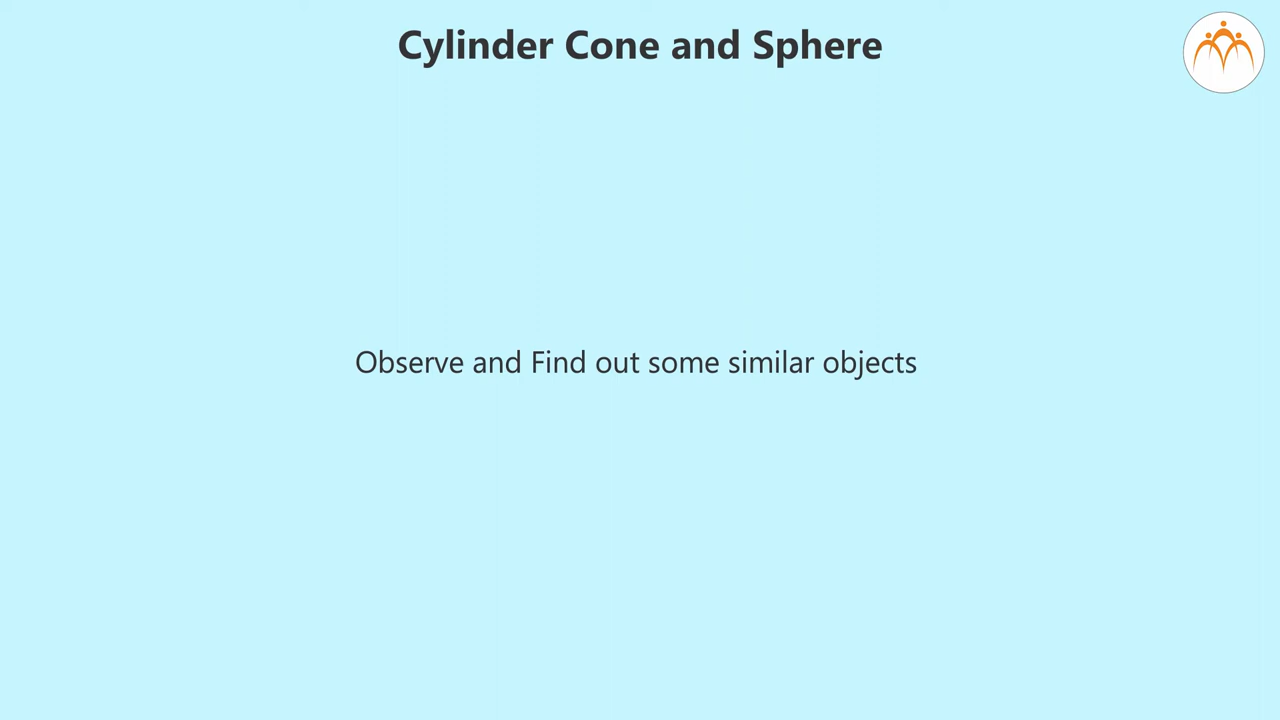 Cylinder Cone and Sphere
Observe and Find out some similar objects